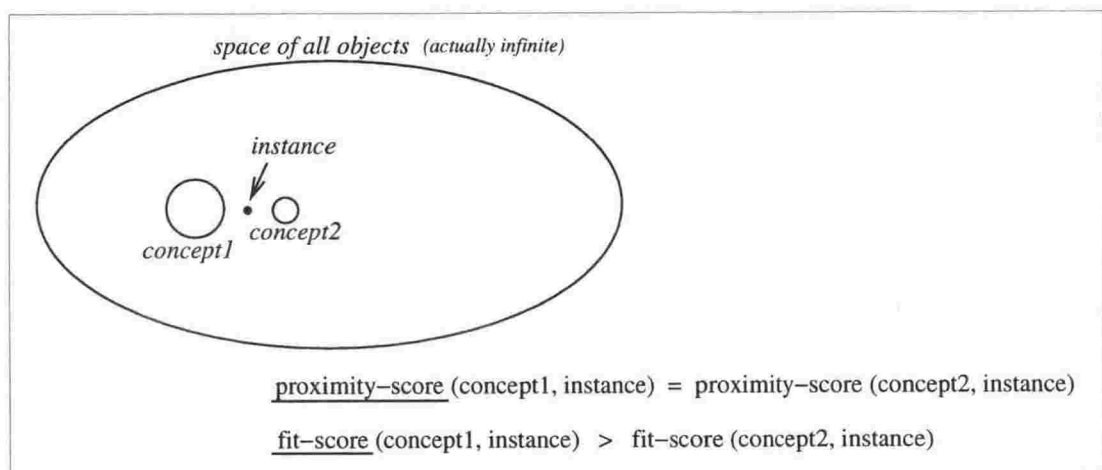 space of all objects (actually infinite)
instance
concept1
concept2
proximity−score (concept1, instance) = proximity−score (concept2, instance)
fit−score (concept1, instance) > fit−score (concept2, instance)